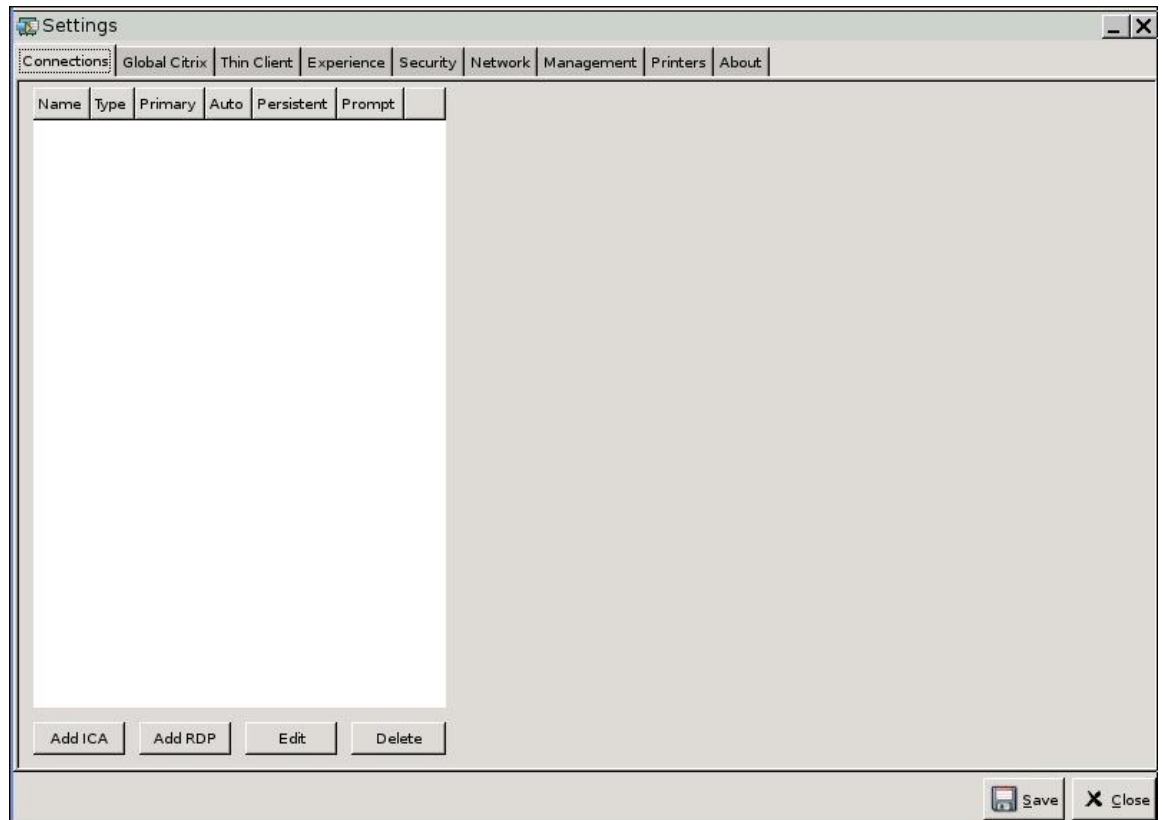 Settings
Connections Global Citrix Thin Client Experience Security Network Management Printers About
Name Type Primary Auto Persistent Prompt
Add ICA Add RDP Edit Delete
Save Close